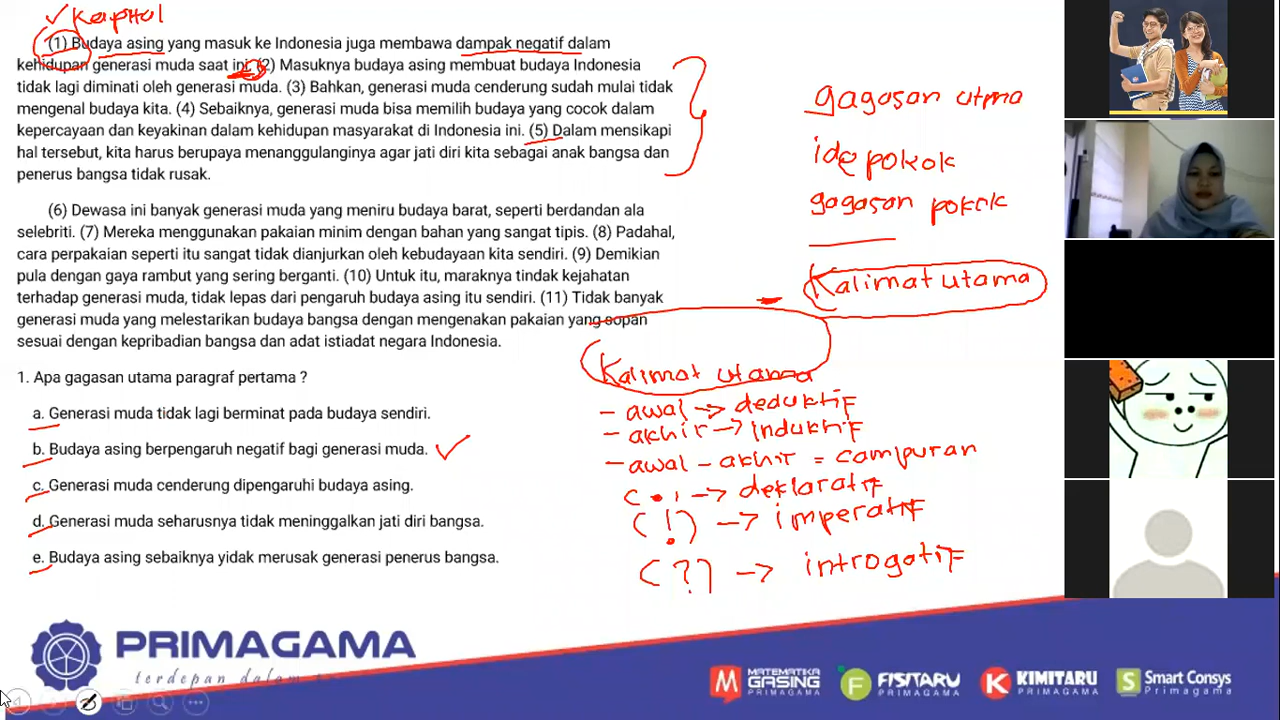 ✓ Kapital
(1) Budaya asing yang masuk ke Indonesia juga membawa dampak negatif dalam
kehidupan generasi muda saat ini. (2) Masuknya budaya asing membuat budaya Indonesia
tidak lagi diminati oleh generasi muda. (3) Bahkan, generasi muda cenderung sudah mulai tidak
mengenal budaya kita. (4) Sebaiknya, generasi muda bisa memilih budaya yang cocok dalam
kepercayaan dan keyakinan dalam kehidupan masyarakat di Indonesia ini. (5) Dalam mensikapi
hal tersebut, kita harus berupaya menanggulanginya agar jati diri kita sebagai anak bangsa dan
penerus bangsa tidak rusak.
(6) Dewasa ini banyak generasi muda yang meniru budaya barat, seperti berdandan ala
selebriti. (7) Mereka menggunakan pakaian minim dengan bahan yang sangat tipis. (8) Padahal,
cara perpakaian seperti itu sangat tidak dianjurkan oleh kebudayaan kita sendiri. (9) Demikian
pula dengan gaya rambut yang sering berganti. (10) Untuk itu, maraknya tindak kejahatan
terhadap generasi muda, tidak lepas dari pengaruh budaya asing itu sendiri. (11) Tidak banyak
generasi muda yang melestarikan budaya bangsa dengan mengenakan pakaian yang sopan
sesuai dengan kepribadian bangsa dan adat istiadat negara Indonesia.
1. Apa gagasan utama paragraf pertama ?
a. Generasi muda tidak lagi berminat pada budaya sendiri.
b. Budaya asing berpengaruh negatif bagi generasi muda. ✓
c. Generasi muda cenderung dipengaruhi budaya asing.
d. Generasi muda seharusnya tidak meninggalkan jati diri bangsa.
e. Budaya asing sebaiknya yidak merusak generasi penerus bangsa.
gagasan utama
ide pokok
gagasan pokok
Kalimat utama
Kalimat utama
- awal -> deduktif
- akhir -> induktif
- awal - akhir = campuran
( . ) -> deklaratif
( ! ) -> imperatif
( ?? ) -> introgatif
PRIMAGAMA
terdepan dalam
MATEMATIKA
GASING
PRIMAGAMA
FISITARU
PRIMAGAMA
KIMITARU
PRIMAGAMA
Smart Consys
Primagama